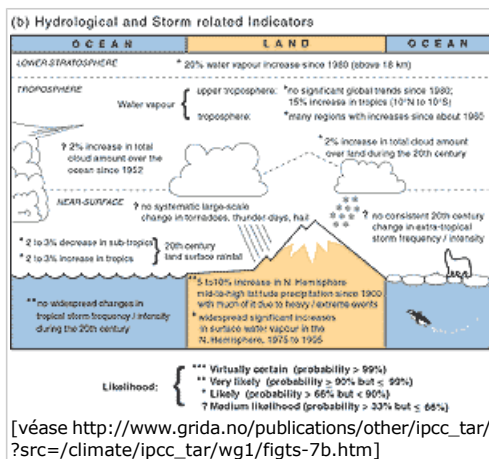 (b) Hydrological and Storm related Indicators
OCEAN LAND OCEAN
LOWER-STRATOSPHERE * 20% water vapour increase since 1980 (above 18 km)
TROPOSPHERE
Water vapour
upper troposphere: * no significant global trends since 1980;
15% increase in tropics (10°N to 10°S)
troposphere: * many regions with increases since about 1960
? 2% increase in total
cloud amount over the
ocean since 1952
* 2% increase in total cloud amount
over land during the 20th century
NEAR-SURFACE
? no systematic large-scale
change in tornadoes, thunder days, hail
? no consistent 20th century
change in extra-tropical
storm frequency / intensity
* 2 to 3% decrease in sub-tropics
* 2 to 3% increase in tropics
20th century
land surface rainfall
** no widespread changes in
tropical storm frequency / intensity
during the 20th century
** 5 to 10% increase in N. Hemisphere
mid-to-high latitude precipitation since 1900
with much of it due to heavy / extreme events
* widespread significant increases
in surface water vapour in the
N. Hemisphere, 1975 to 1995
Likelihood:
*** Virtually certain (probability > 99%)
** Very likely (probability ≥ 90% but ≤ 99%)
* Likely (probability > 66% but < 90%)
? Medium likelihood (probability > 33% but ≤ 66%)
[véase http://www.grida.no/publications/other/ipcc_tar/
?src=/climate/ipcc_tar/wg1/figts-7b.htm]